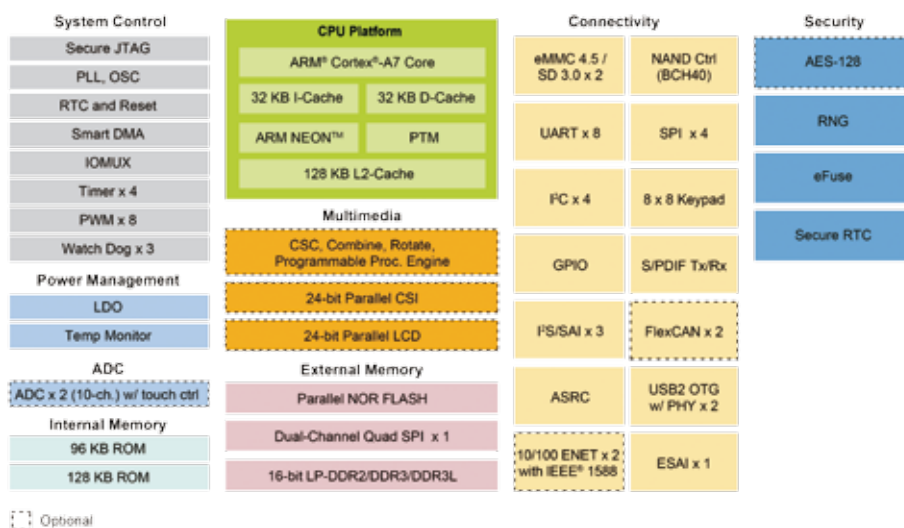 System Control
Secure JTAG
PLL, OSC
RTC and Reset
Smart DMA
IOMUX
Timer x 4
PWM x 8
Watch Dog x 3
Power Management
LDO
Temp Monitor
ADC
ADC x 2 (10-ch.) w/ touch ctrl
Internal Memory
96 KB ROM
128 KB ROM
Optional
CPU Platform
ARM® Cortex®-A7 Core
32 KB I-Cache
32 KB D-Cache
ARM NEON™
PTM
128 KB L2-Cache
Multimedia
CSC, Combine, Rotate,
Programmable Proc. Engine
24-bit Parallel CSI
24-bit Parallel LCD
External Memory
Parallel NOR FLASH
Dual-Channel Quad SPI x 1
16-bit LP-DDR2/DDR3/DDR3L
Connectivity
eMMC 4.5 /
SD 3.0 x 2
NAND Ctrl
(BCH40)
UART x 8
SPI x 4
I²C x 4
8 x 8 Keypad
GPIO
S/PDIF Tx/Rx
I²S/SAI x 3
FlexCAN x 2
ASRC
USB2 OTG
w/ PHY x 2
10/100 ENET x 2
with IEEE® 1588
ESAI x 1
Security
AES-128
RNG
eFuse
Secure RTC